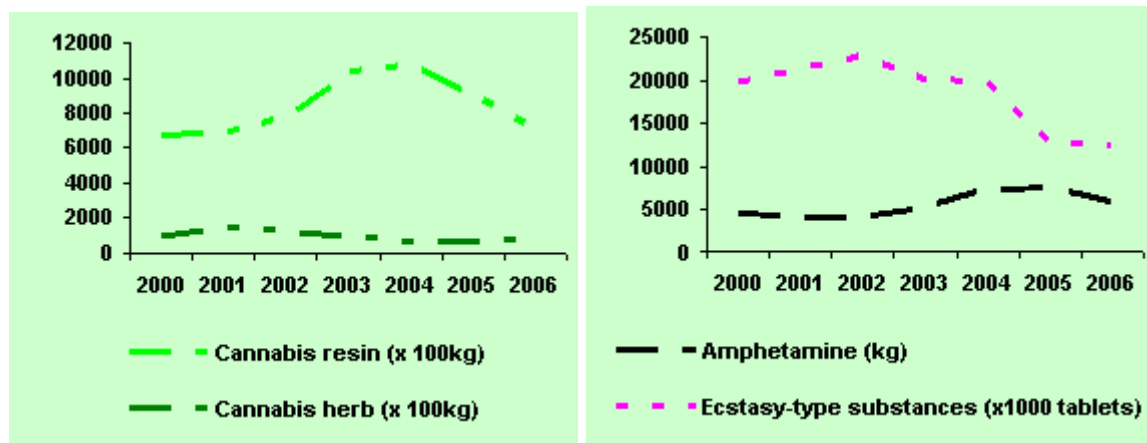 12000
10000
8000
6000
4000
2000
0
2000 2001 2002 2003 2004 2005 2006
Cannabis resin (x 100kg)
Cannabis herb (x 100kg)
25000
20000
15000
10000
5000
0
2000 2001 2002 2003 2004 2005 2006
Amphetamine (kg)
Ecstasy-type substances (x1000 tablets)